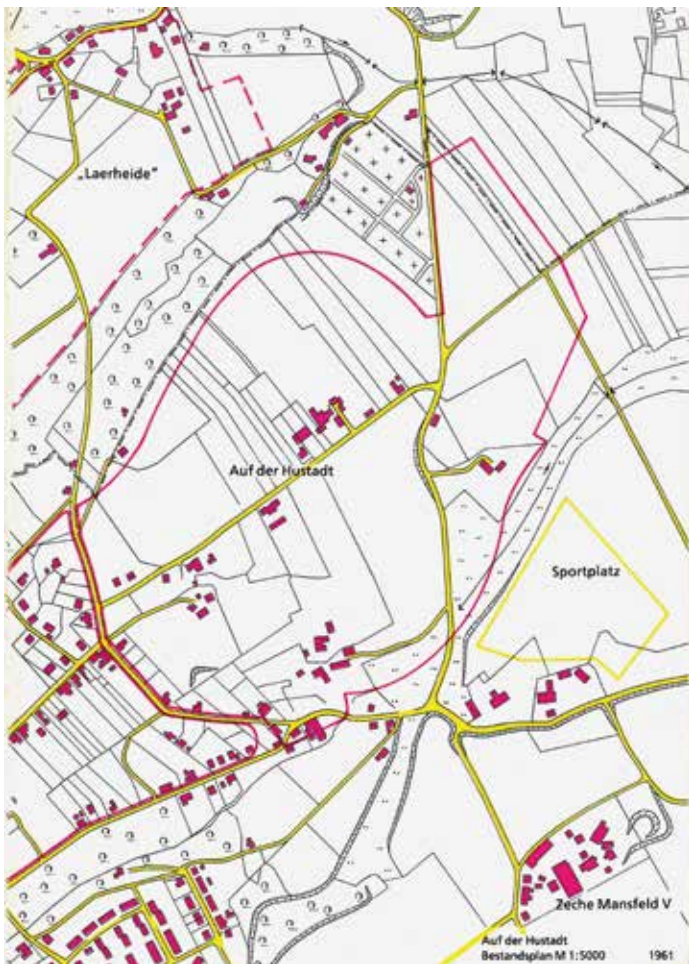 „Laerheide“
Auf der Hustadt
Sportplatz
Zeche Mansfeld V
Auf der Hustadt
Bestandsplan M 1:5000 1961